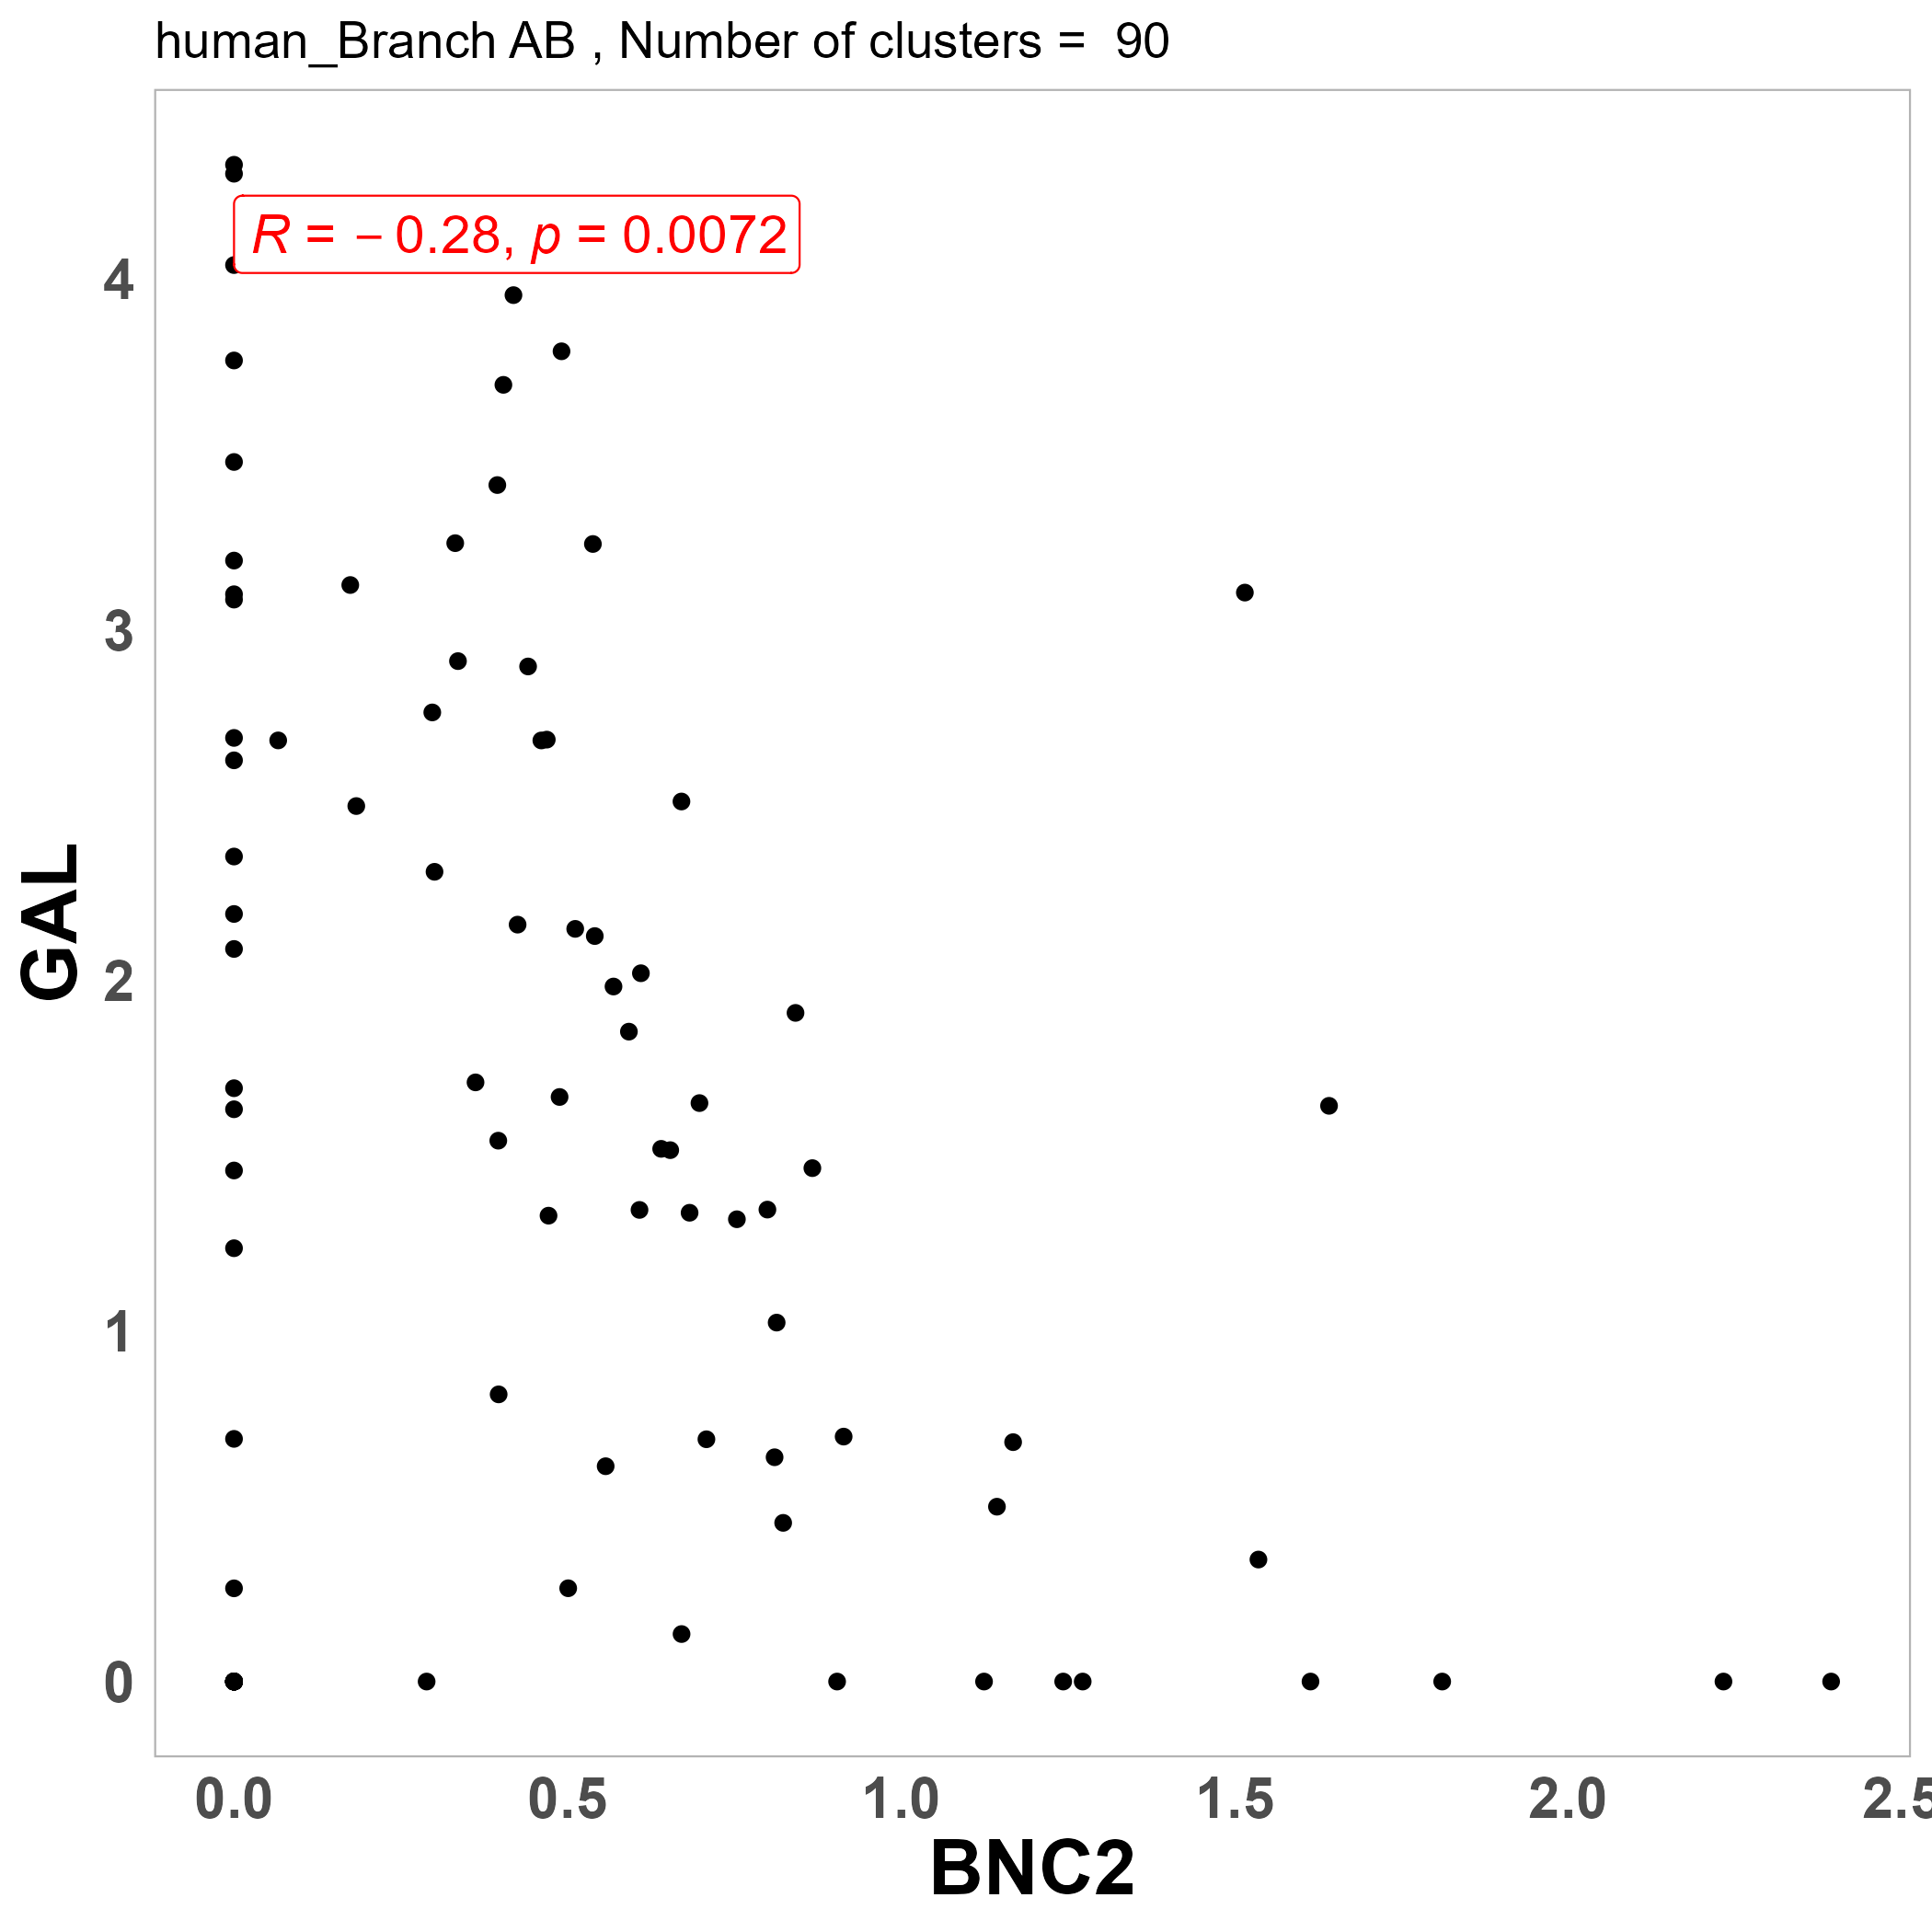 human_Branch AB , Number of clusters = 90
R = − 0.28, p = 0.0072
4
3
2
1
0
GAL
0.0 0.5 1.0 1.5 2.0 2.5
BNC2